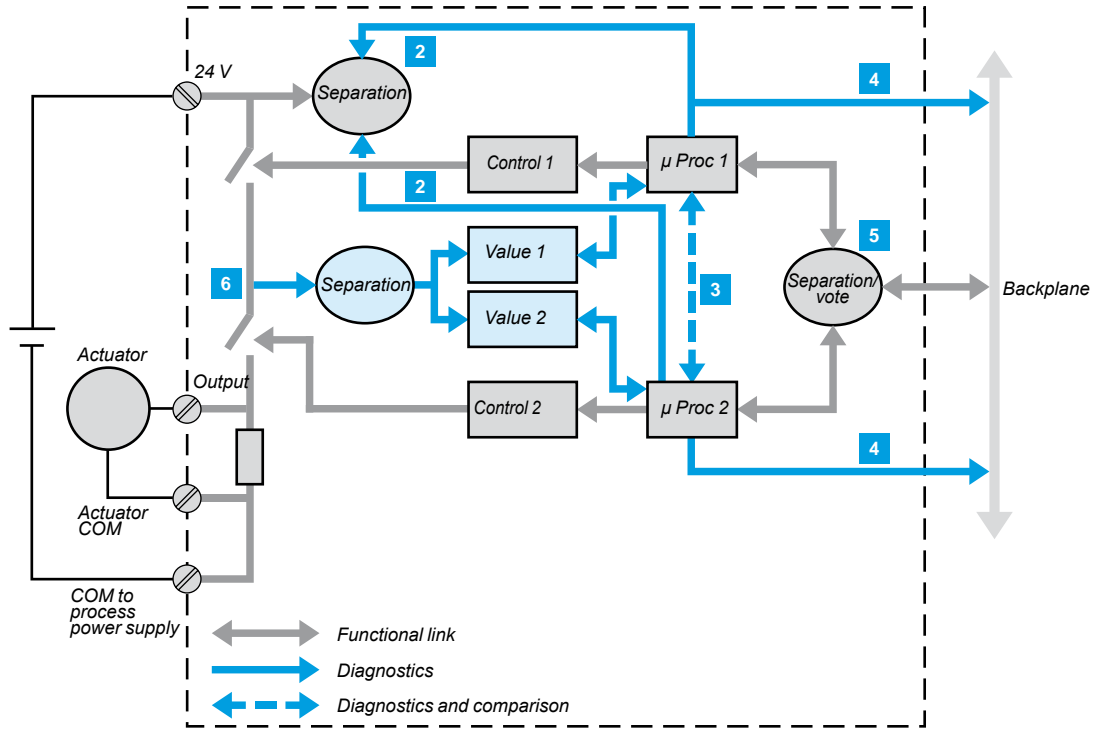 2
24 V
4
Separation
Control 1
µ Proc 1
2
5
Value 1
Separation
6
3
Separation/
vote
Backplane
Value 2
Actuator
Output
Control 2
µ Proc 2
4
Actuator
COM
COM to
process
power supply
Functional link
Diagnostics
Diagnostics and comparison